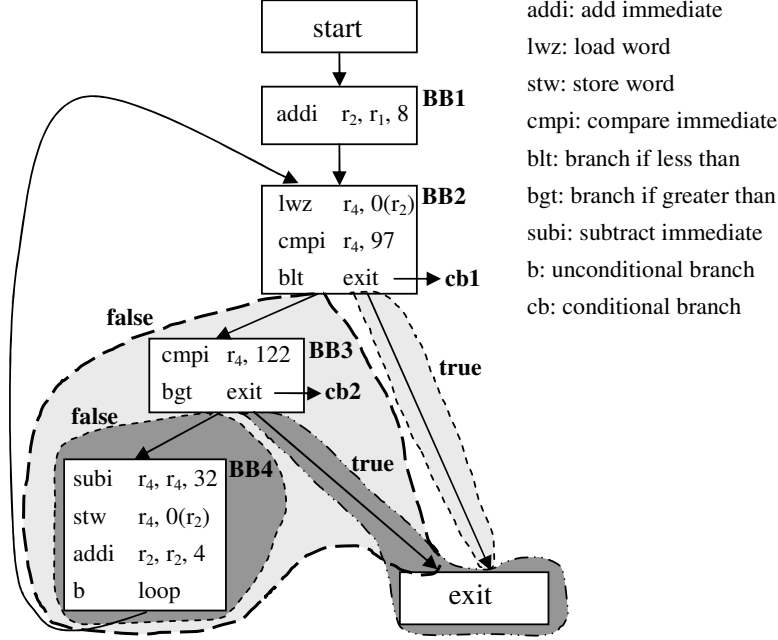 start
BB1
addi r₂, r₁, 8
BB2
lwz r₄, 0(r₂)
cmpi r₄, 97
blt exit
cb1
false
true
BB3
cmpi r₄, 122
bgt exit
cb2
false
true
BB4
subi r₄, r₄, 32
stw r₄, 0(r₂)
addi r₂, r₂, 4
b loop
exit
addi: add immediate
lwz: load word
stw: store word
cmpi: compare immediate
blt: branch if less than
bgt: branch if greater than
subi: subtract immediate
b: unconditional branch
cb: conditional branch